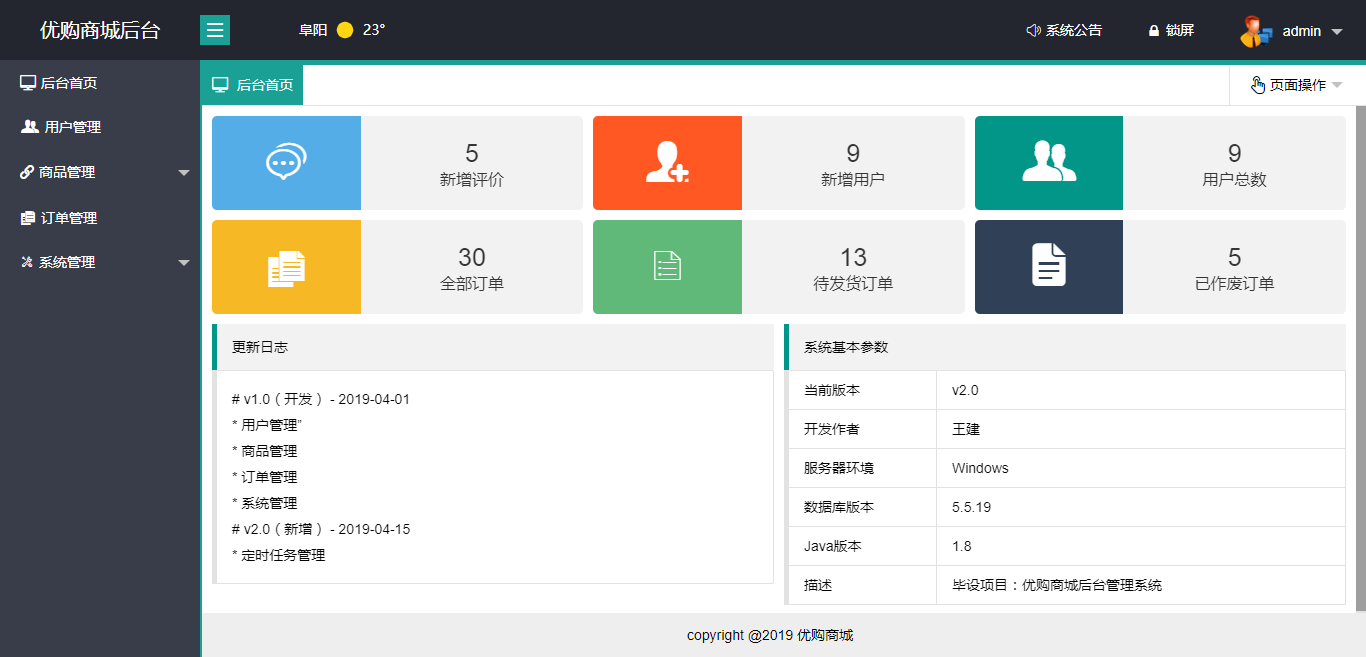 优购商城后台
阜阳 23°
系统公告
锁屏
admin
后台首页
用户管理
商品管理
订单管理
系统管理
后台首页
页面操作
5
新增评价
9
新增用户
9
用户总数
30
全部订单
13
待发货订单
5
已作废订单
更新日志
# v1.0（开发） - 2019-04-01
* 用户管理”
* 商品管理
* 订单管理
* 系统管理
# v2.0（新增） - 2019-04-15
* 定时任务管理
系统基本参数
当前版本 v2.0
开发作者 王建
服务器环境 Windows
数据库版本 5.5.19
Java版本 1.8
描述 毕设项目：优购商城后台管理系统
copyright @2019 优购商城